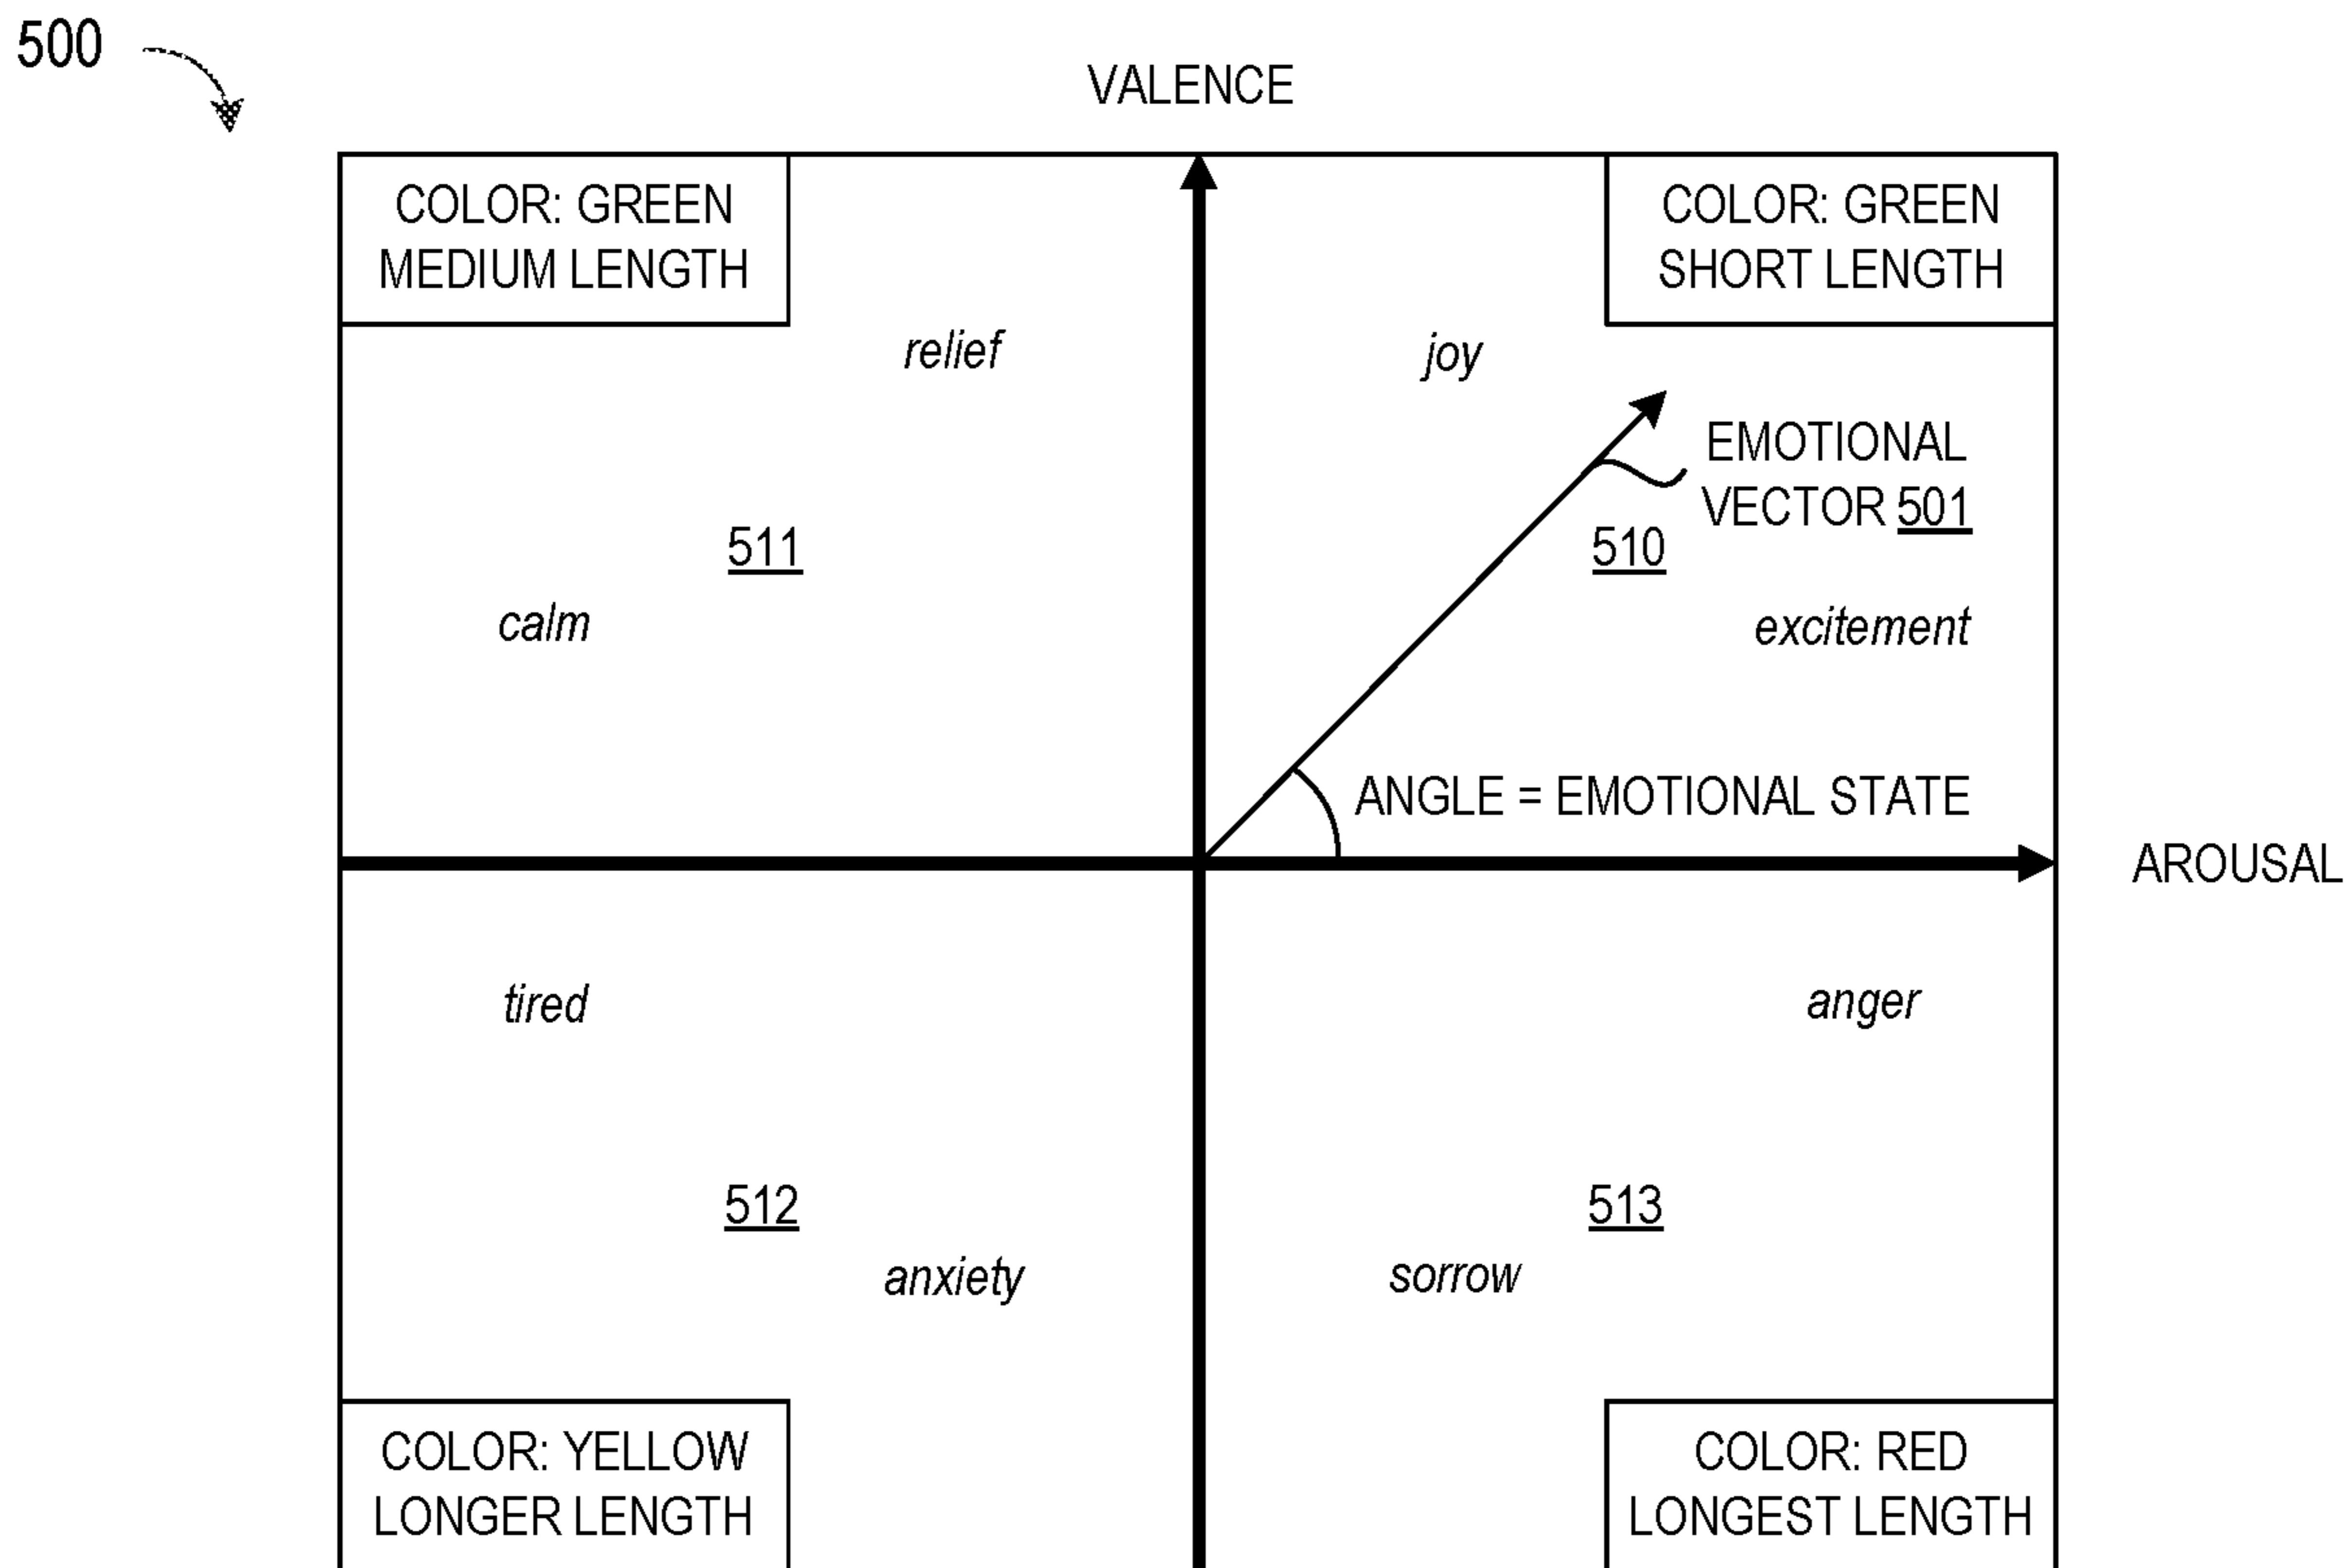 500
VALENCE
COLOR: GREEN
MEDIUM LENGTH
COLOR: GREEN
SHORT LENGTH
relief
joy
EMOTIONAL
VECTOR 501
511
510
calm
excitement
ANGLE = EMOTIONAL STATE
AROUSAL
tired
anger
512
513
anxiety
sorrow
COLOR: YELLOW
LONGER LENGTH
COLOR: RED
LONGEST LENGTH